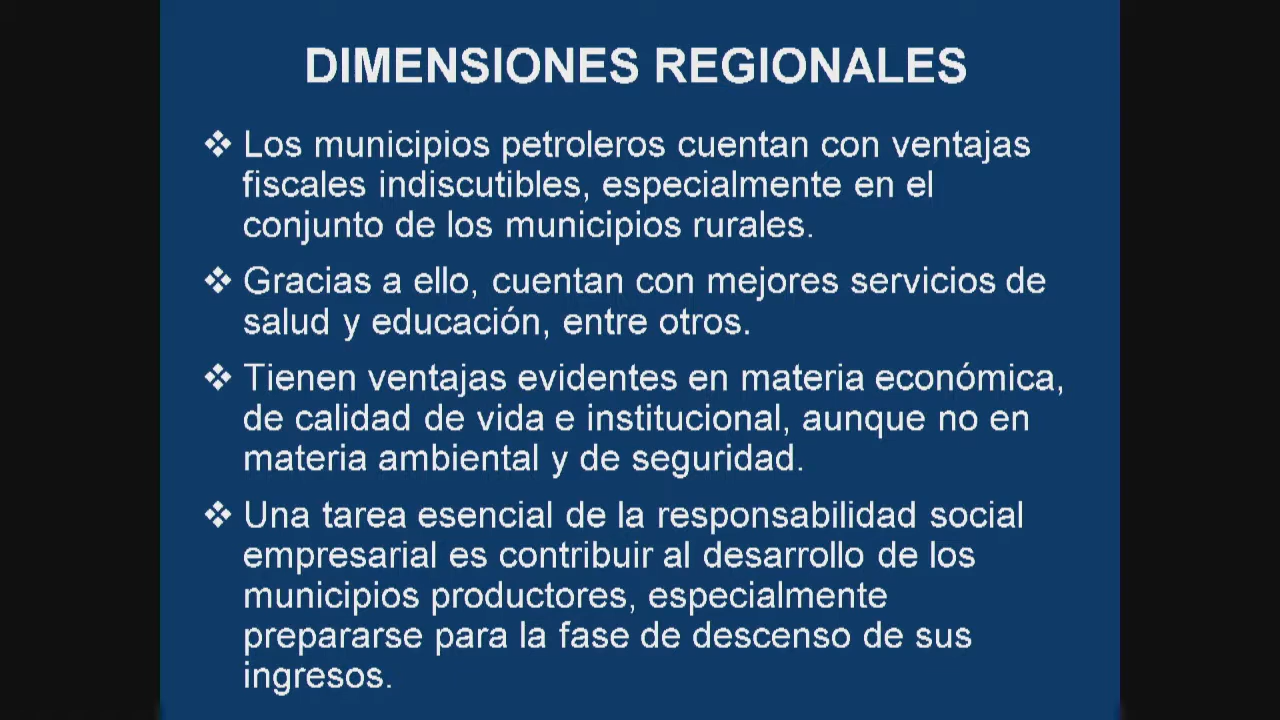 DIMENSIONES REGIONALES
❖ Los municipios petroleros cuentan con ventajas
fiscales indiscutibles, especialmente en el
conjunto de los municipios rurales.
❖ Gracias a ello, cuentan con mejores servicios de
salud y educación, entre otros.
❖ Tienen ventajas evidentes en materia económica,
de calidad de vida e institucional, aunque no en
materia ambiental y de seguridad.
❖ Una tarea esencial de la responsabilidad social
empresarial es contribuir al desarrollo de los
municipios productores, especialmente
prepararse para la fase de descenso de sus
ingresos.